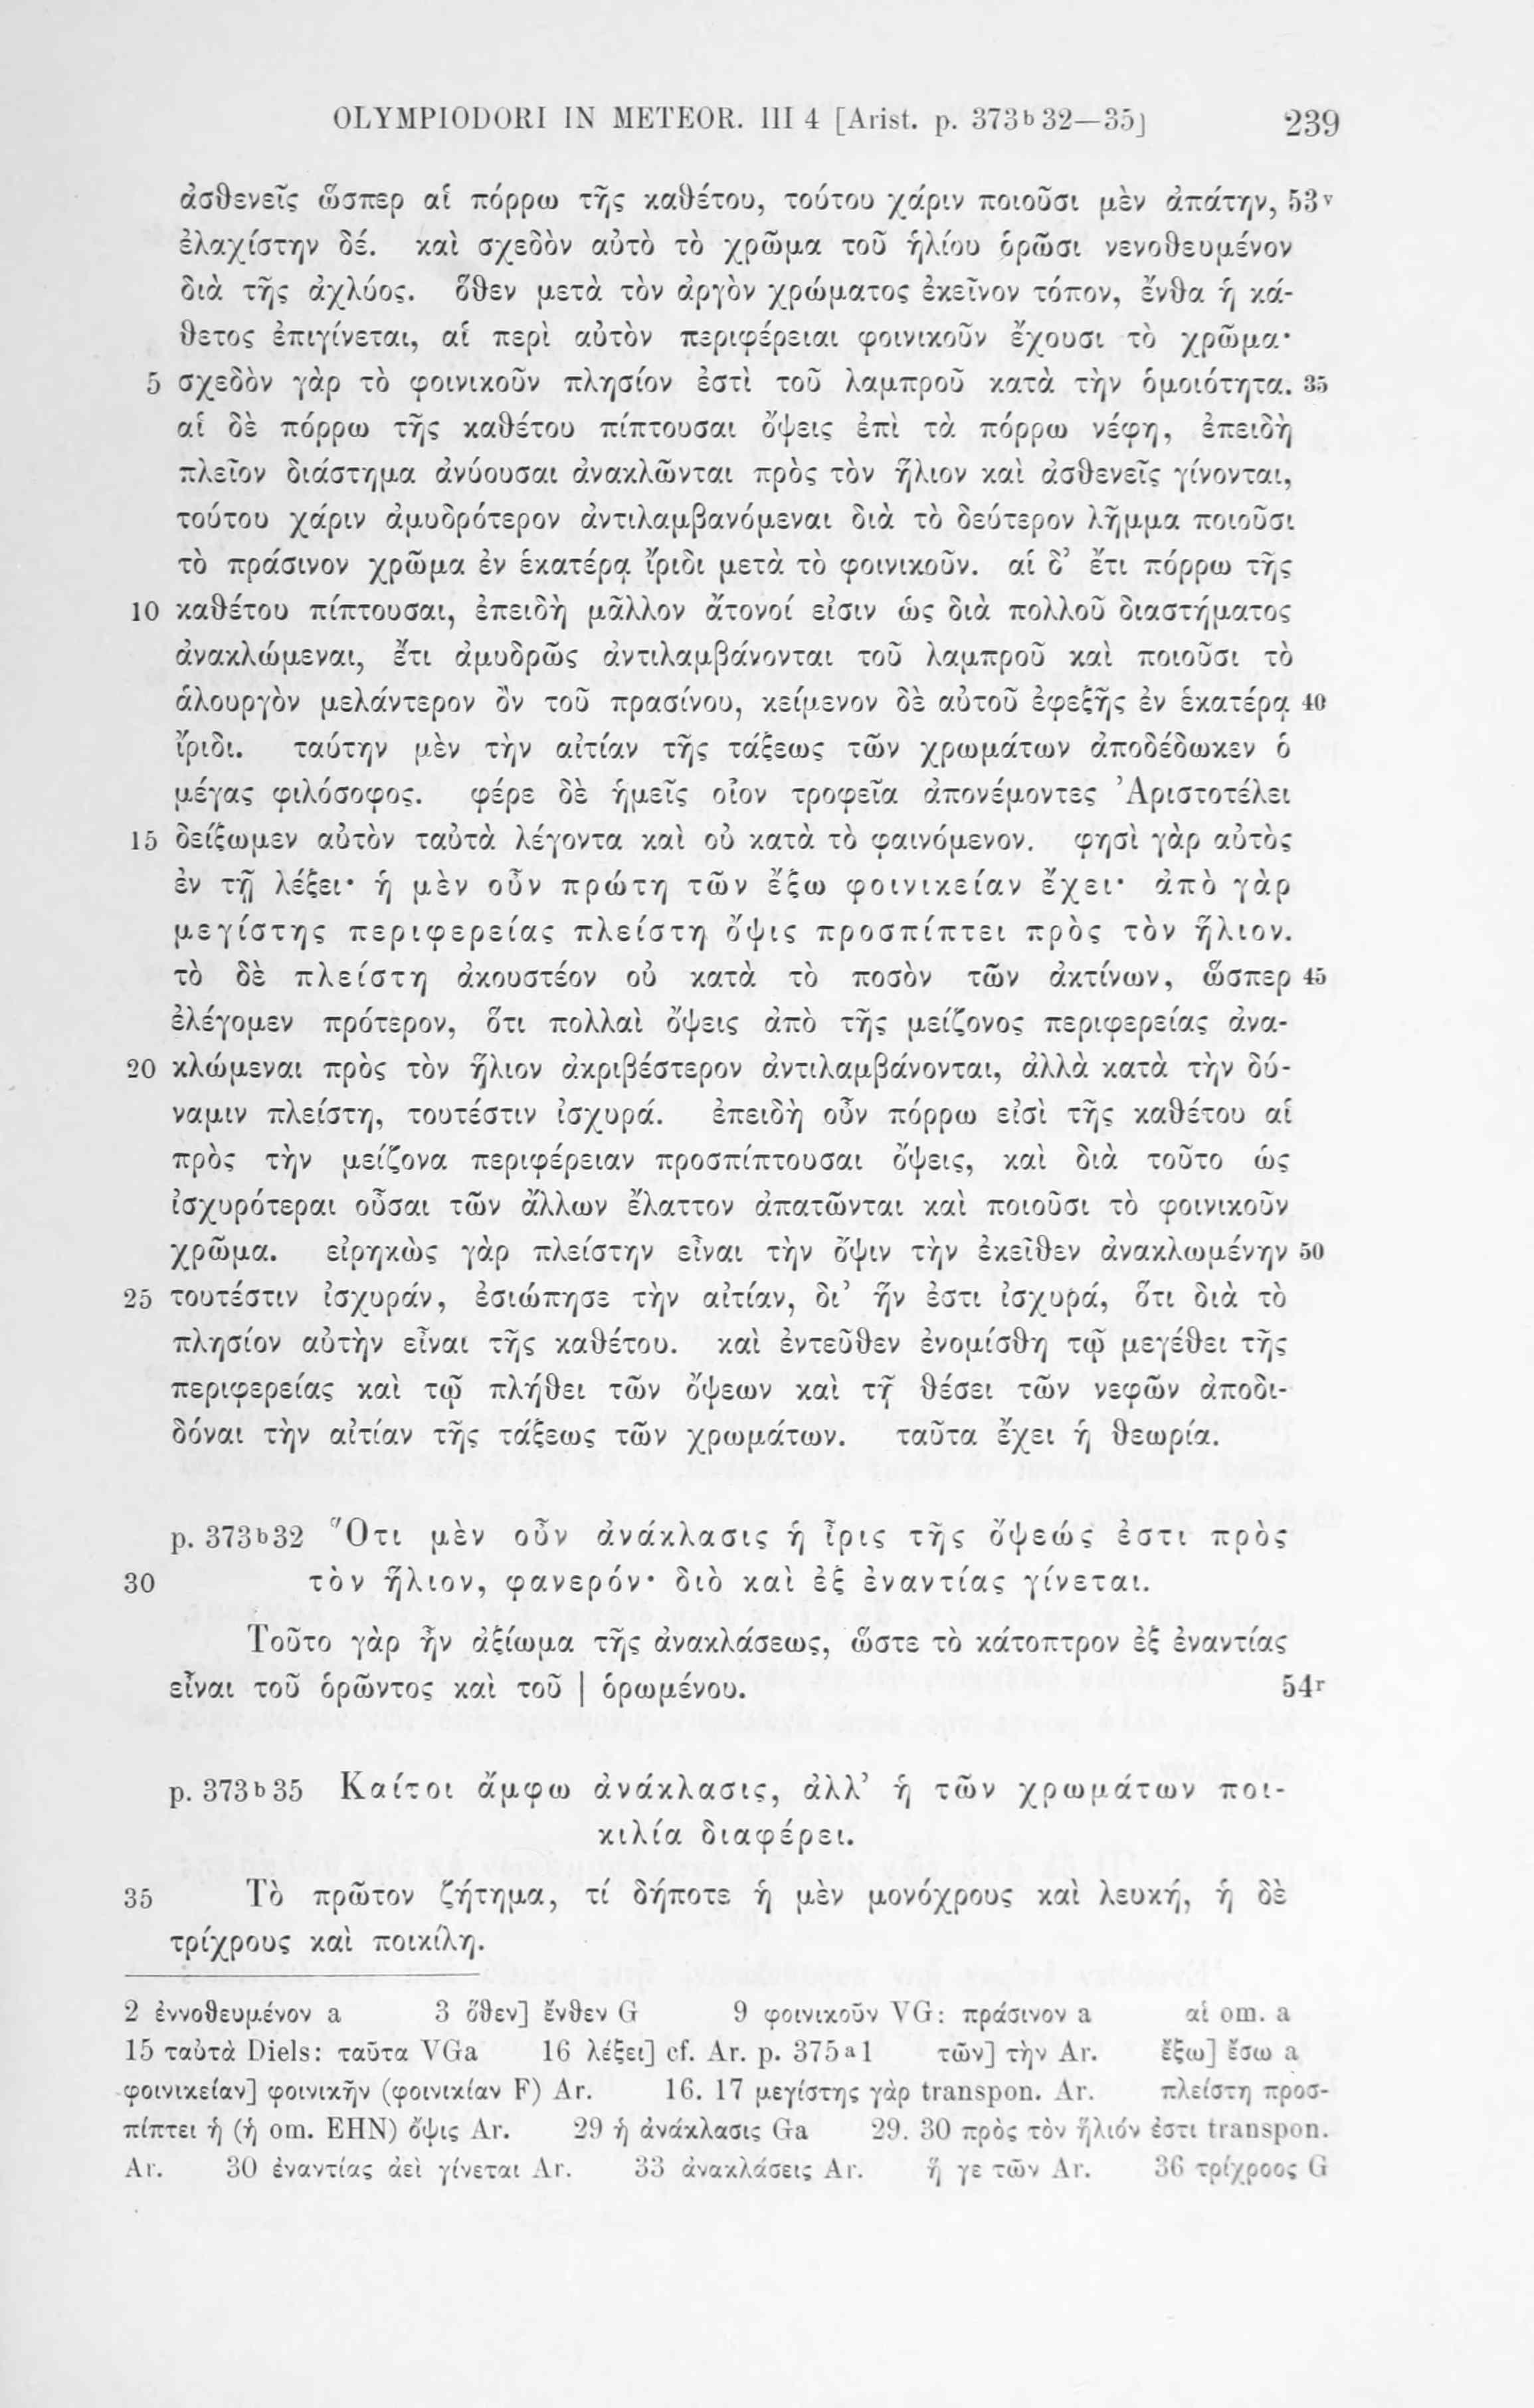 OLYMPIODORI IN METEOR. III 4 [Arist. p. 373b 32—35] 239
ἀσθενεῖς ὥσπερ αἱ πόρρω τῆς καθέτου, τούτου χάριν ποιοῦσι μὲν ἀπάτην, 53v
ἐλαχίστην δέ. καὶ σχεδὸν αὐτὸ τὸ χρῶμα τοῦ ἡλίου ὁρῶσι νενοθευμένον
διὰ τῆς ἀχλύος. ὅθεν μετὰ τὸν ἀργὸν χρώματος ἐκεῖνον τόπον, ἔνθα ἡ κά-
θετος ἐπιγίνεται, αἱ περὶ αὐτὸν περιφέρειαι φοινικοῦν ἔχουσι τὸ χρῶμα·
5 σχεδὸν γὰρ τὸ φοινικοῦν πλησίον ἐστὶ τοῦ λαμπροῦ κατὰ τὴν ὁμοιότητα. 35
αἱ δὲ πόρρω τῆς καθέτου πίπτουσαι ὄψεις ἐπὶ τὰ πόρρω νέφη, ἐπειδὴ
πλεῖον διάστημα ἀνύουσαι ἀνακλῶνται πρὸς τὸν ἥλιον καὶ ἀσθενεῖς γίνονται,
τούτου χάριν ἀμυδρότερον ἀντιλαμβανόμεναι διὰ τὸ δεύτερον λῆμμα ποιοῦσι
τὸ πράσινον χρῶμα ἐν ἑκατέρᾳ ἴριδι μετὰ τὸ φοινικοῦν. αἱ δ’ ἔτι πόρρω τῆς
10 καθέτου πίπτουσαι, ἐπειδὴ μᾶλλον ἄτονοί εἰσιν ὡς διὰ πολλοῦ διαστήματος
ἀνακλώμεναι, ἔτι ἀμυδρῶς ἀντιλαμβάνονται τοῦ λαμπροῦ καὶ ποιοῦσι τὸ
ἁλουργὸν μελάντερον ὂν τοῦ πρασίνου, κείμενον δὲ αὐτοῦ ἐφεξῆς ἐν ἑκατέρᾳ 40
ἴριδι. ταύτην μὲν τὴν αἰτίαν τῆς τάξεως τῶν χρωμάτων ἀποδέδωκεν ὁ
μέγας φιλόσοφος. φέρε δὲ ἡμεῖς οἷον τροφεῖα ἀπονέμοντες Ἀριστοτέλει
15 δείξωμεν αὐτὸν ταὐτὰ λέγοντα καὶ οὐ κατὰ τὸ φαινόμενον. φησὶ γὰρ αὐτὸς
ἐν τῇ λέξει· ἡ μὲν οὖν πρώτη τῶν ἔξω φοινικείαν ἔχει· ἀπὸ γὰρ
μεγίστης περιφερείας πλείστη ὄψις προσπίπτει πρὸς τὸν ἥλιον.
τὸ δὲ πλείστη ἀκουστέον οὐ κατὰ τὸ ποσὸν τῶν ἀκτίνων, ὥσπερ 45
ἐλέγομεν πρότερον, ὅτι πολλαὶ ὄψεις ἀπὸ τῆς μείζονος περιφερείας ἀνα-
20 κλώμεναι πρὸς τὸν ἥλιον ἀκριβέστερον ἀντιλαμβάνονται, ἀλλὰ κατὰ τὴν δύ-
ναμιν πλείστη, τουτέστιν ἰσχυρά. ἐπειδὴ οὖν πόρρω εἰσὶ τῆς καθέτου αἱ
πρὸς τὴν μείζονα περιφέρειαν προσπίπτουσαι ὄψεις, καὶ διὰ τοῦτο ὡς
ἰσχυρότεραι οὖσαι τῶν ἄλλων ἔλαττον ἀπατῶνται καὶ ποιοῦσι τὸ φοινικοῦν
χρῶμα. εἰρηκὼς γὰρ πλείστην εἶναι τὴν ὄψιν τὴν ἐκεῖθεν ἀνακλωμένην 50
25 τουτέστιν ἰσχυράν, ἐσιώπησε τὴν αἰτίαν, δι’ ἥν ἐστι ἰσχυρά, ὅτι διὰ τὸ
πλησίον αὐτὴν εἶναι τῆς καθέτου. καὶ ἐντεῦθεν ἐνομίσθη τῷ μεγέθει τῆς
περιφερείας καὶ τῷ πλήθει τῶν ὄψεων καὶ τῇ θέσει τῶν νεφῶν ἀποδι-
δόναι τὴν αἰτίαν τῆς τάξεως τῶν χρωμάτων. ταῦτα ἔχει ἡ θεωρία.
p. 373b32 Ὅτι μὲν οὖν ἀνάκλασις ἡ ἶρις τῆς ὄψεώς ἐστι πρὸς
30 τὸν ἥλιον, φανερόν· διὸ καὶ ἐξ ἐναντίας γίνεται.
Τοῦτο γὰρ ἦν ἀξίωμα τῆς ἀνακλάσεως, ὥστε τὸ κάτοπτρον ἐξ ἐναντίας
εἶναι τοῦ ὁρῶντος καὶ τοῦ | ὁρωμένου. 54r
p. 373b35 Καίτοι ἄμφω ἀνάκλασις, ἀλλ’ ἡ τῶν χρωμάτων ποι-
κιλία διαφέρει.
35 Τὸ πρῶτον ζήτημα, τί δήποτε ἡ μὲν μονόχρους καὶ λευκή, ἡ δὲ
τρίχρους καὶ ποικίλη.
2 ἐννοθευμένον a 3 ὅθεν] ἔνθεν G 9 φοινικοῦν VG: πράσινον a αἱ om. a
15 ταὐτὰ Diels: ταῦτα VGa 16 λέξει] cf. Ar. p. 375a1 τῶν] τὴν Ar. ἔξω] ἔσω a
φοινικείαν] φοινικῆν (φοινικίαν F) Ar. 16. 17 μεγίστης γὰρ transpon. Ar. πλείστη προσ-
πίπτει ἡ (ἡ om. EHN) ὄψις Ar. 29 ἡ ἀνάκλασις Ga 29. 30 πρὸς τὸν ἥλιόν ἐστι transpon.
Ar. 30 ἐναντίας ἀεὶ γίνεται Ar. 33 ἀνακλάσεις Ar. ἥ γε τῶν Ar. 36 τρίχροος G